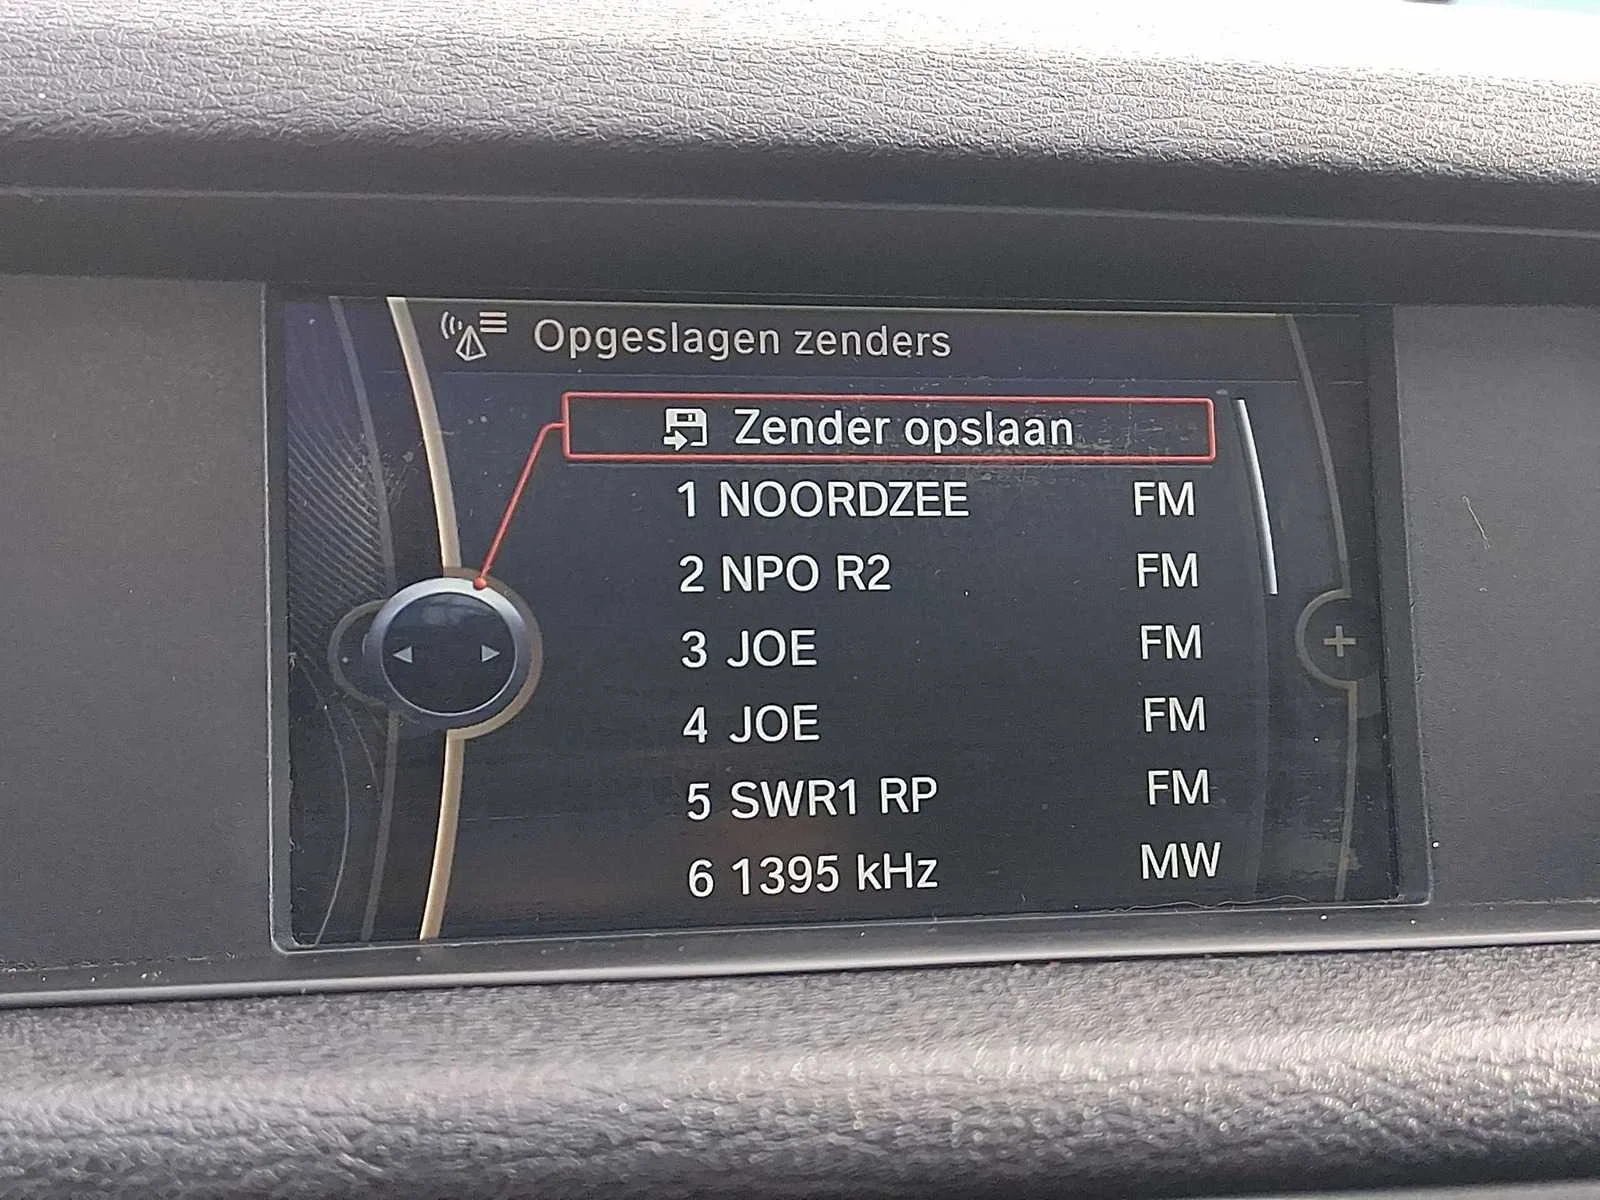 Opgeslagen zenders
Zender opslaan
1 NOORDZEE FM
2 NPO R2 FM
3 JOE FM
4 JOE FM
5 SWR1 RP FM
6 1395 kHz MW